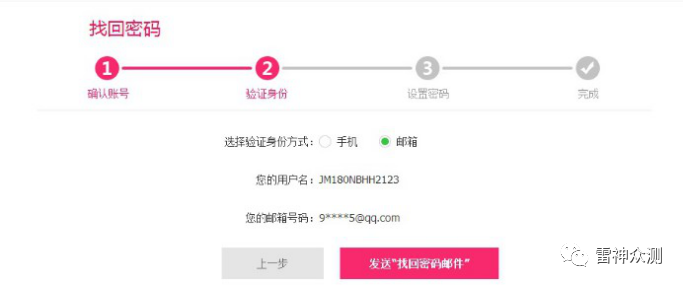 找回密码
1 2 3
确认账号 验证身份 设置密码 完成
选择验证身份方式： 手机 邮箱
您的用户名：JM180NBHH2123
您的邮箱号码：9****5@qq.com
上一步 发送“找回密码邮件”
雷神众测